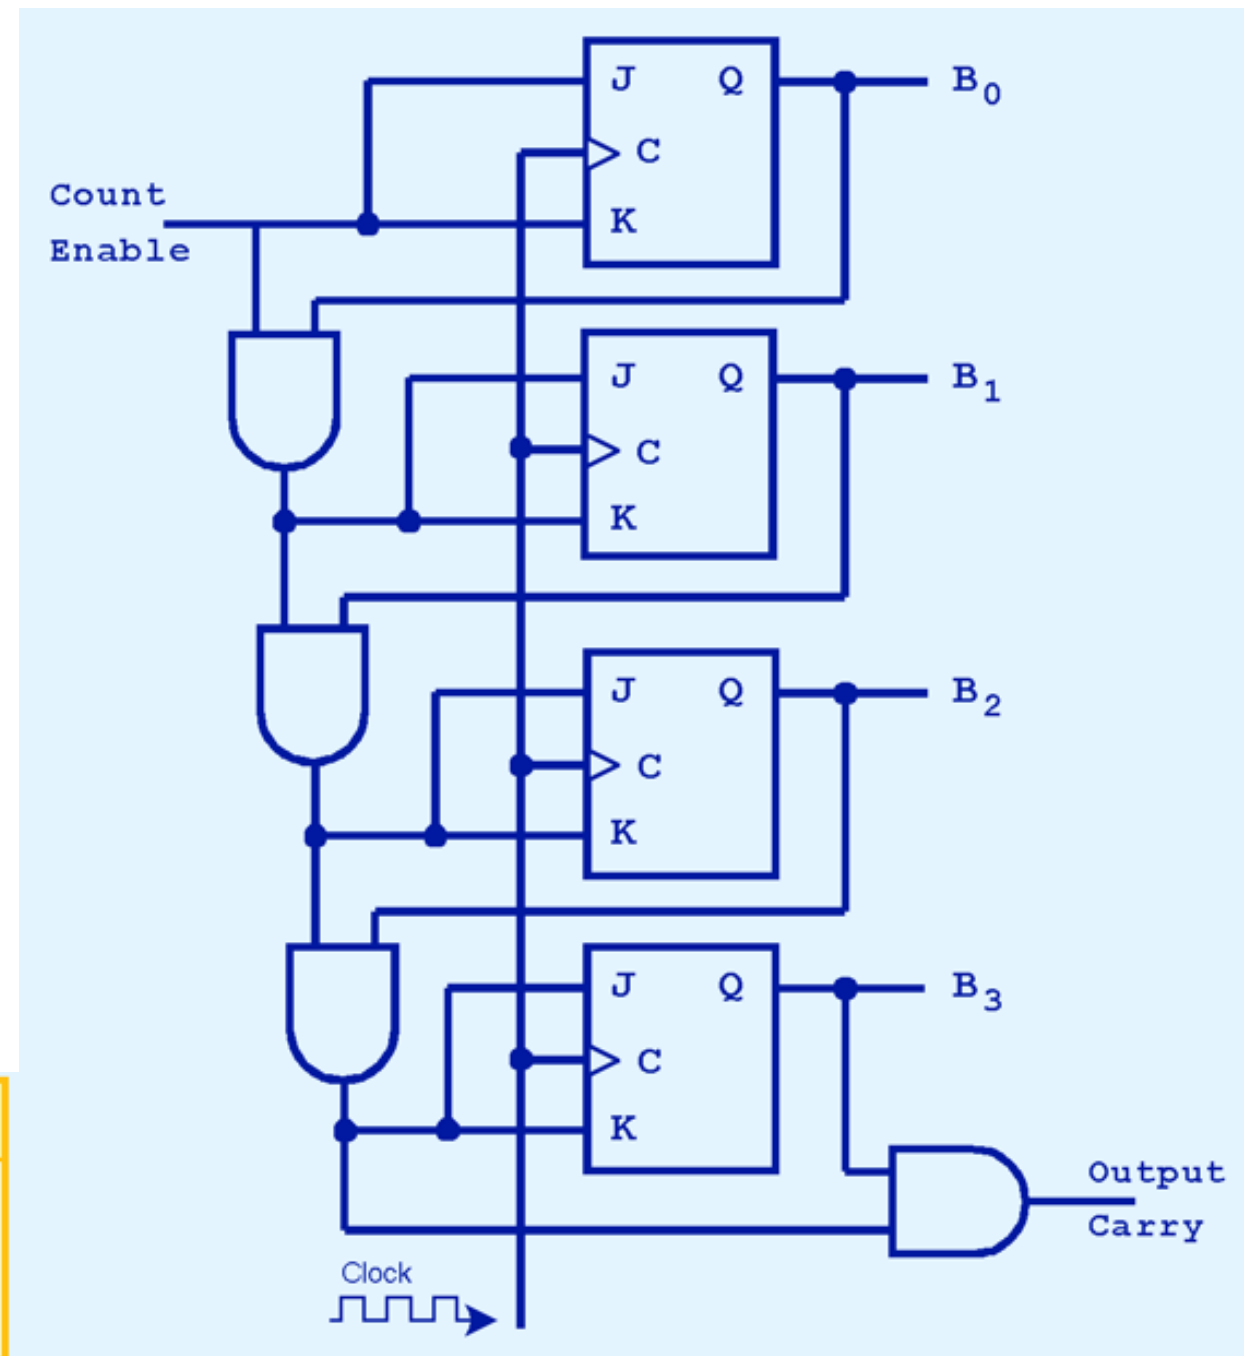 J Q B0
C
Count
Enable
K
J Q B1
C
K
J Q B2
C
K
J Q B3
C
K
Output
Carry
Clock